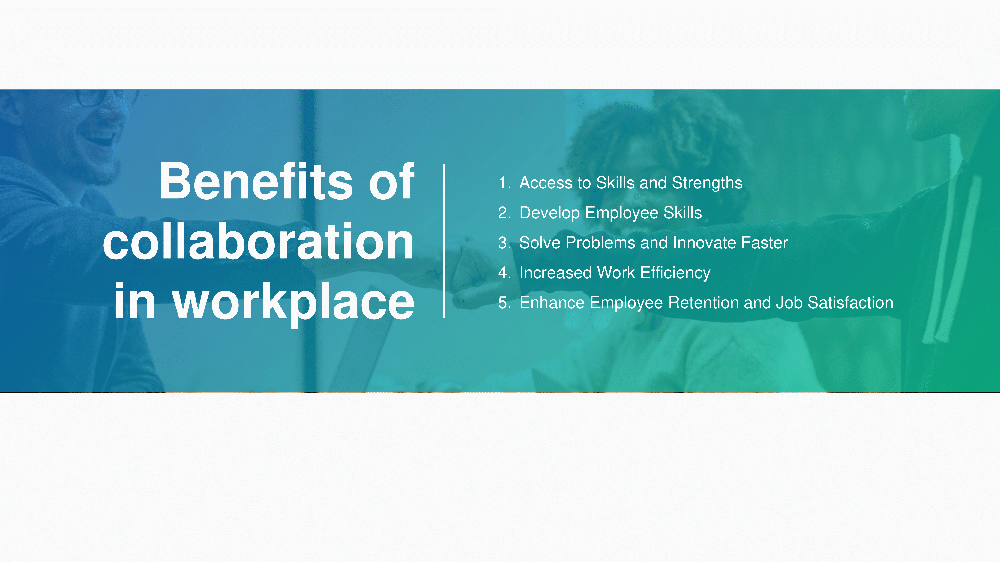 Benefits of
collaboration
in workplace
1. Access to Skills and Strengths
2. Develop Employee Skills
3. Solve Problems and Innovate Faster
4. Increased Work Efficiency
5. Enhance Employee Retention and Job Satisfaction